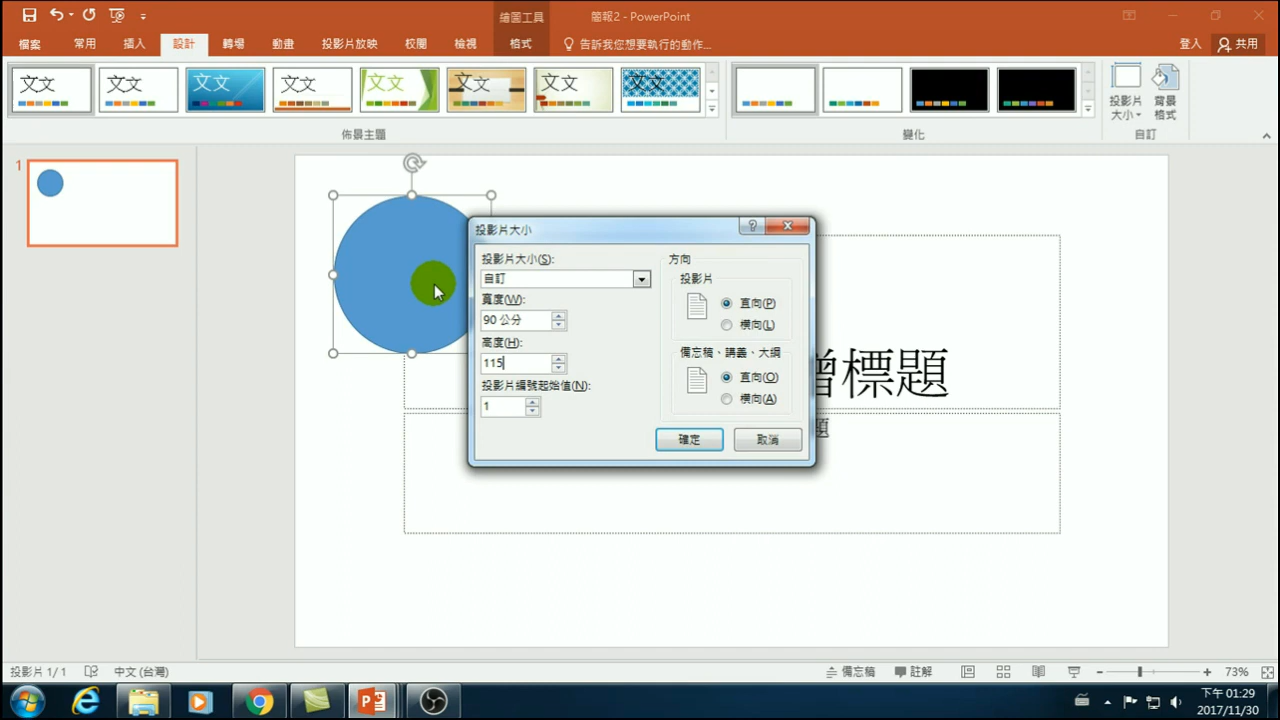 繪圖工具
簡報2 - PowerPoint
檔案 常用 插入 設計 轉場 動畫 投影片放映 校閱 檢視 格式 告訴我您想要執行的動作... 登入 共用
文文 文文 文文 文文 文文 文文 文文 文文
投影片大小 背景格式
佈景主題 變化 自訂
1
投影片大小
投影片大小(S):
自訂
寬度(W):
90 公分
高度(H):
115
投影片編號起始值(N):
1
方向
投影片
直向(P)
橫向(L)
備忘稿、講義、大綱
直向(O)
橫向(A)
確定 取消
增標題
題
投影片 1/1 中文 (台灣) 備忘稿 註解 73%
下午 01:29
2017/11/30